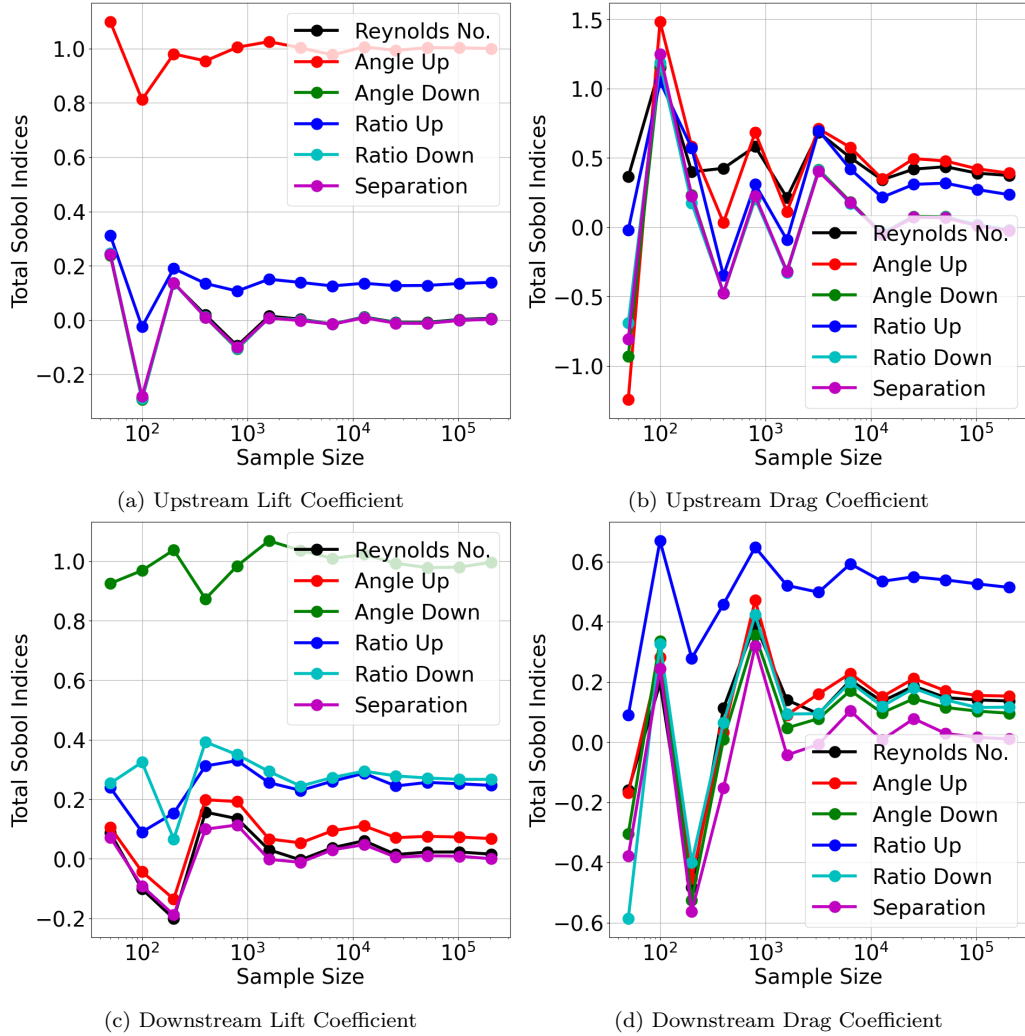 1.0
0.8
0.6
0.4
0.2
0.0
−0.2
Total Sobol Indices
Reynolds No.
Angle Up
Angle Down
Ratio Up
Ratio Down
Separation
10²
10³
10⁴
10⁵
Sample Size
(a) Upstream Lift Coefficient
1.5
1.0
0.5
0.0
−0.5
−1.0
Total Sobol Indices
Reynolds No.
Angle Up
Angle Down
Ratio Up
Ratio Down
Separation
10²
10³
10⁴
10⁵
Sample Size
(b) Upstream Drag Coefficient
1.0
0.8
0.6
0.4
0.2
0.0
−0.2
Total Sobol Indices
Reynolds No.
Angle Up
Angle Down
Ratio Up
Ratio Down
Separation
10²
10³
10⁴
10⁵
Sample Size
(c) Downstream Lift Coefficient
0.6
0.4
0.2
0.0
−0.2
−0.4
−0.6
Total Sobol Indices
Reynolds No.
Angle Up
Angle Down
Ratio Up
Ratio Down
Separation
10²
10³
10⁴
10⁵
Sample Size
(d) Downstream Drag Coefficient